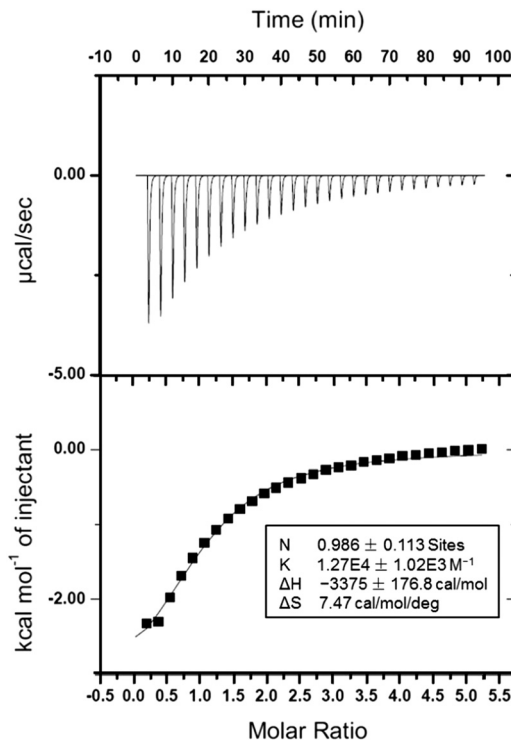 Time (min)
-10 0 10 20 30 40 50 60 70 80 90 100
0.00
µcal/sec
-5.00
0.00
kcal mol⁻¹ of injectant
-2.00
N 0.986 ± 0.113 Sites
K 1.27E4 ± 1.02E3 M⁻¹
ΔH −3375 ± 176.8 cal/mol
ΔS 7.47 cal/mol/deg
-0.5 0.0 0.5 1.0 1.5 2.0 2.5 3.0 3.5 4.0 4.5 5.0 5.5
Molar Ratio